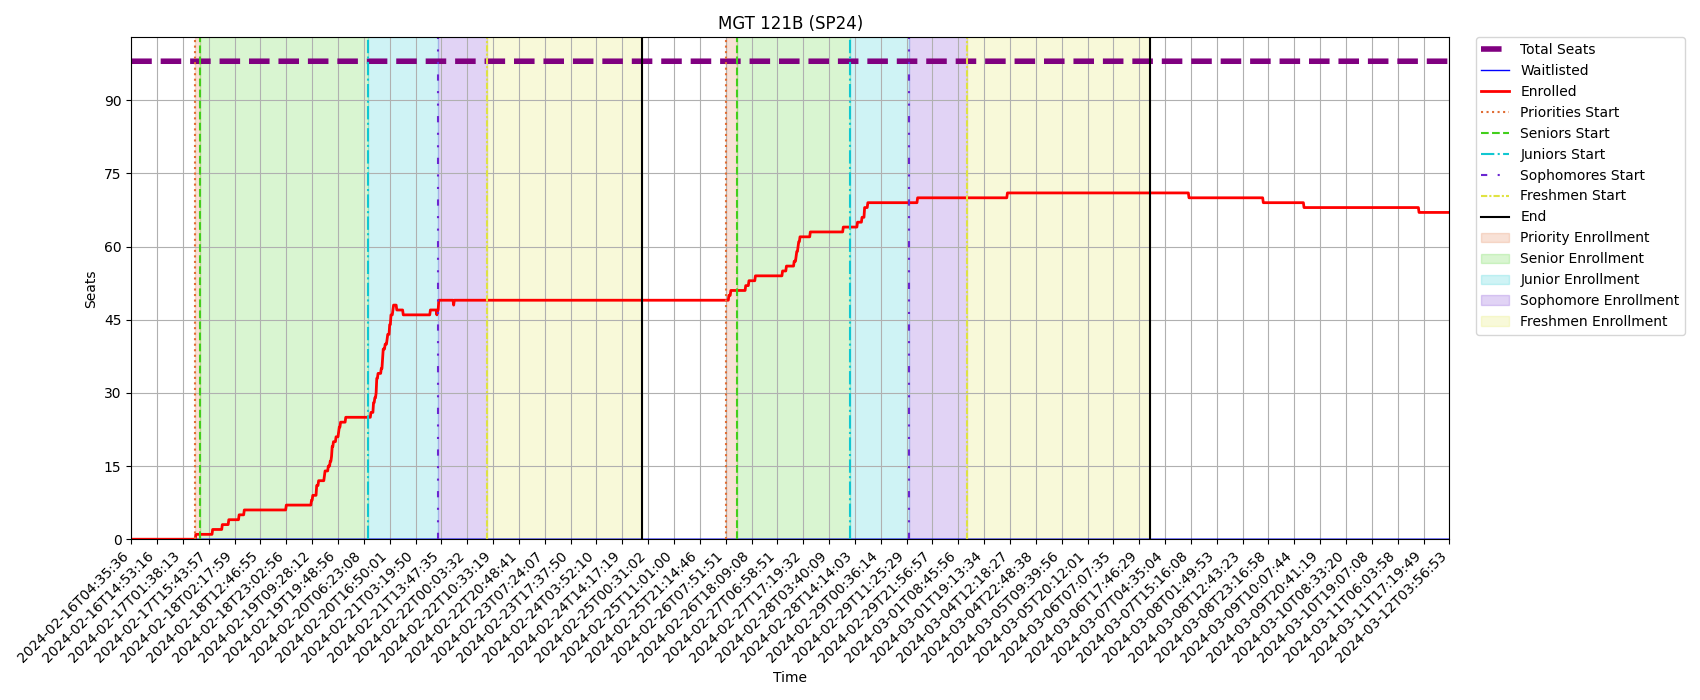 MGT 121B (SP24)
Total Seats
Waitlisted
Enrolled
Priorities Start
Seniors Start
Juniors Start
Sophomores Start
Freshmen Start
End
Priority Enrollment
Senior Enrollment
Junior Enrollment
Sophomore Enrollment
Freshmen Enrollment
Seats
90
75
60
45
30
15
0
2024-02-16T04:35:36
2024-02-16T14:53:16
2024-02-17T01:38:13
2024-02-17T15:43:57
2024-02-18T02:17:59
2024-02-18T12:46:55
2024-02-18T23:02:56
2024-02-19T09:28:12
2024-02-19T19:48:56
2024-02-20T06:23:08
2024-02-20T16:50:01
2024-02-21T03:19:50
2024-02-21T13:47:35
2024-02-22T00:03:32
2024-02-22T10:33:19
2024-02-22T20:48:41
2024-02-23T07:24:07
2024-02-23T17:37:50
2024-02-24T03:52:10
2024-02-24T14:17:19
2024-02-25T00:31:02
2024-02-25T11:01:00
2024-02-25T21:14:46
2024-02-26T07:51:51
2024-02-26T18:09:08
2024-02-27T06:58:51
2024-02-27T17:19:32
2024-02-28T03:40:09
2024-02-28T14:14:03
2024-02-29T00:36:14
2024-02-29T11:25:29
2024-02-29T21:56:57
2024-03-01T08:45:56
2024-03-01T19:13:34
2024-03-04T12:18:27
2024-03-04T22:48:38
2024-03-05T09:39:56
2024-03-05T20:12:01
2024-03-06T07:07:35
2024-03-06T17:46:29
2024-03-07T04:35:04
2024-03-07T15:16:08
2024-03-08T01:49:53
2024-03-08T12:43:23
2024-03-08T23:16:58
2024-03-09T10:07:44
2024-03-09T20:41:19
2024-03-10T08:33:20
2024-03-10T19:07:08
2024-03-11T06:03:58
2024-03-11T17:19:49
2024-03-12T03:56:53
Time